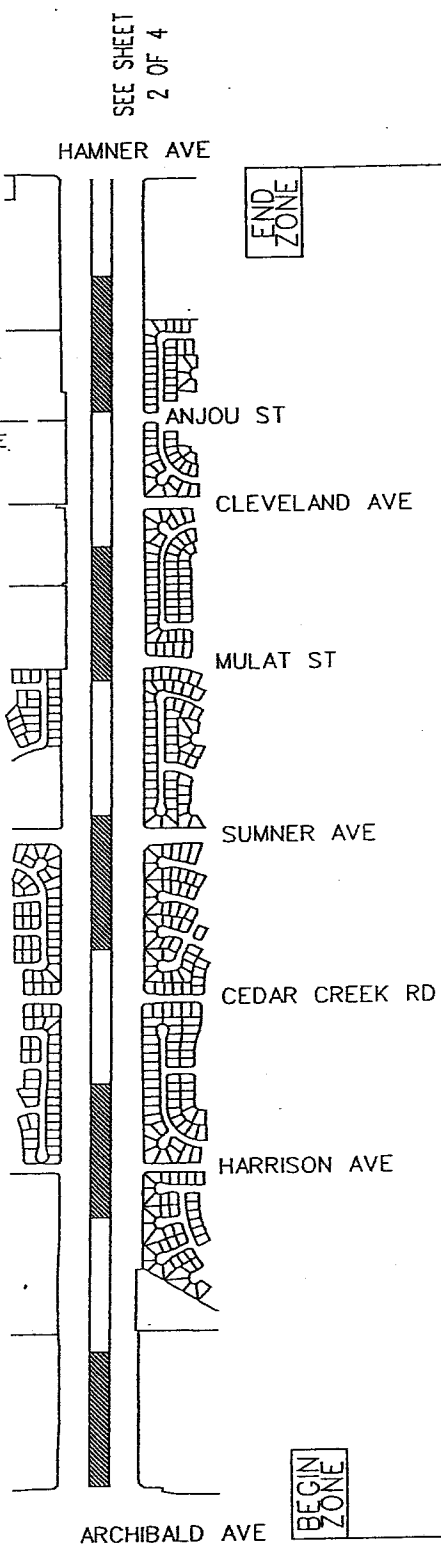 SEE SHEET
2 OF 4
HAMNER AVE
END
ZONE
ANJOU ST
E
CLEVELAND AVE
MULAT ST
SUMNER AVE
CEDAR CREEK RD
HARRISON AVE
BEGIN
ZONE
ARCHIBALD AVE